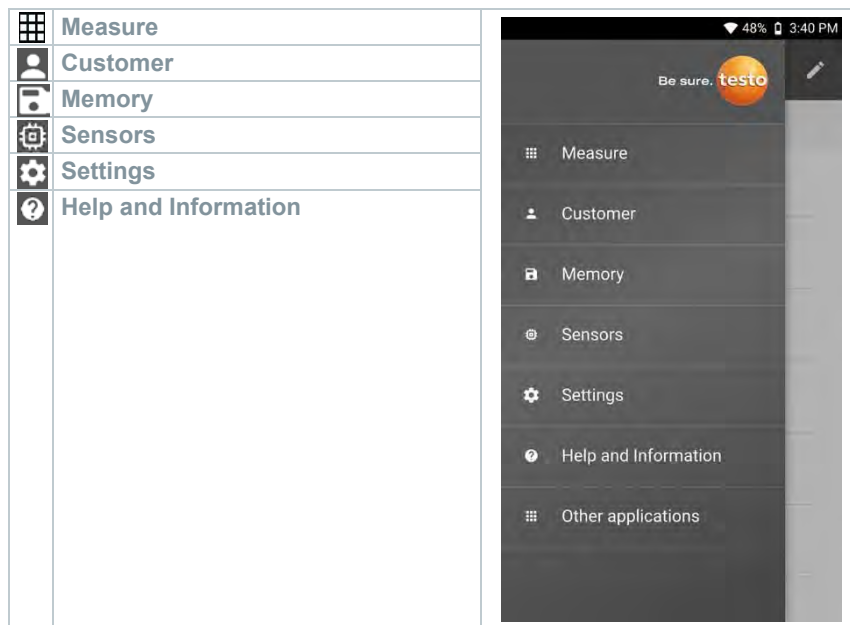 Measure
Customer
Memory
Sensors
Settings
Help and Information
48% 3:40 PM
Be sure. testo
Measure
Customer
Memory
Sensors
Settings
Help and Information
Other applications